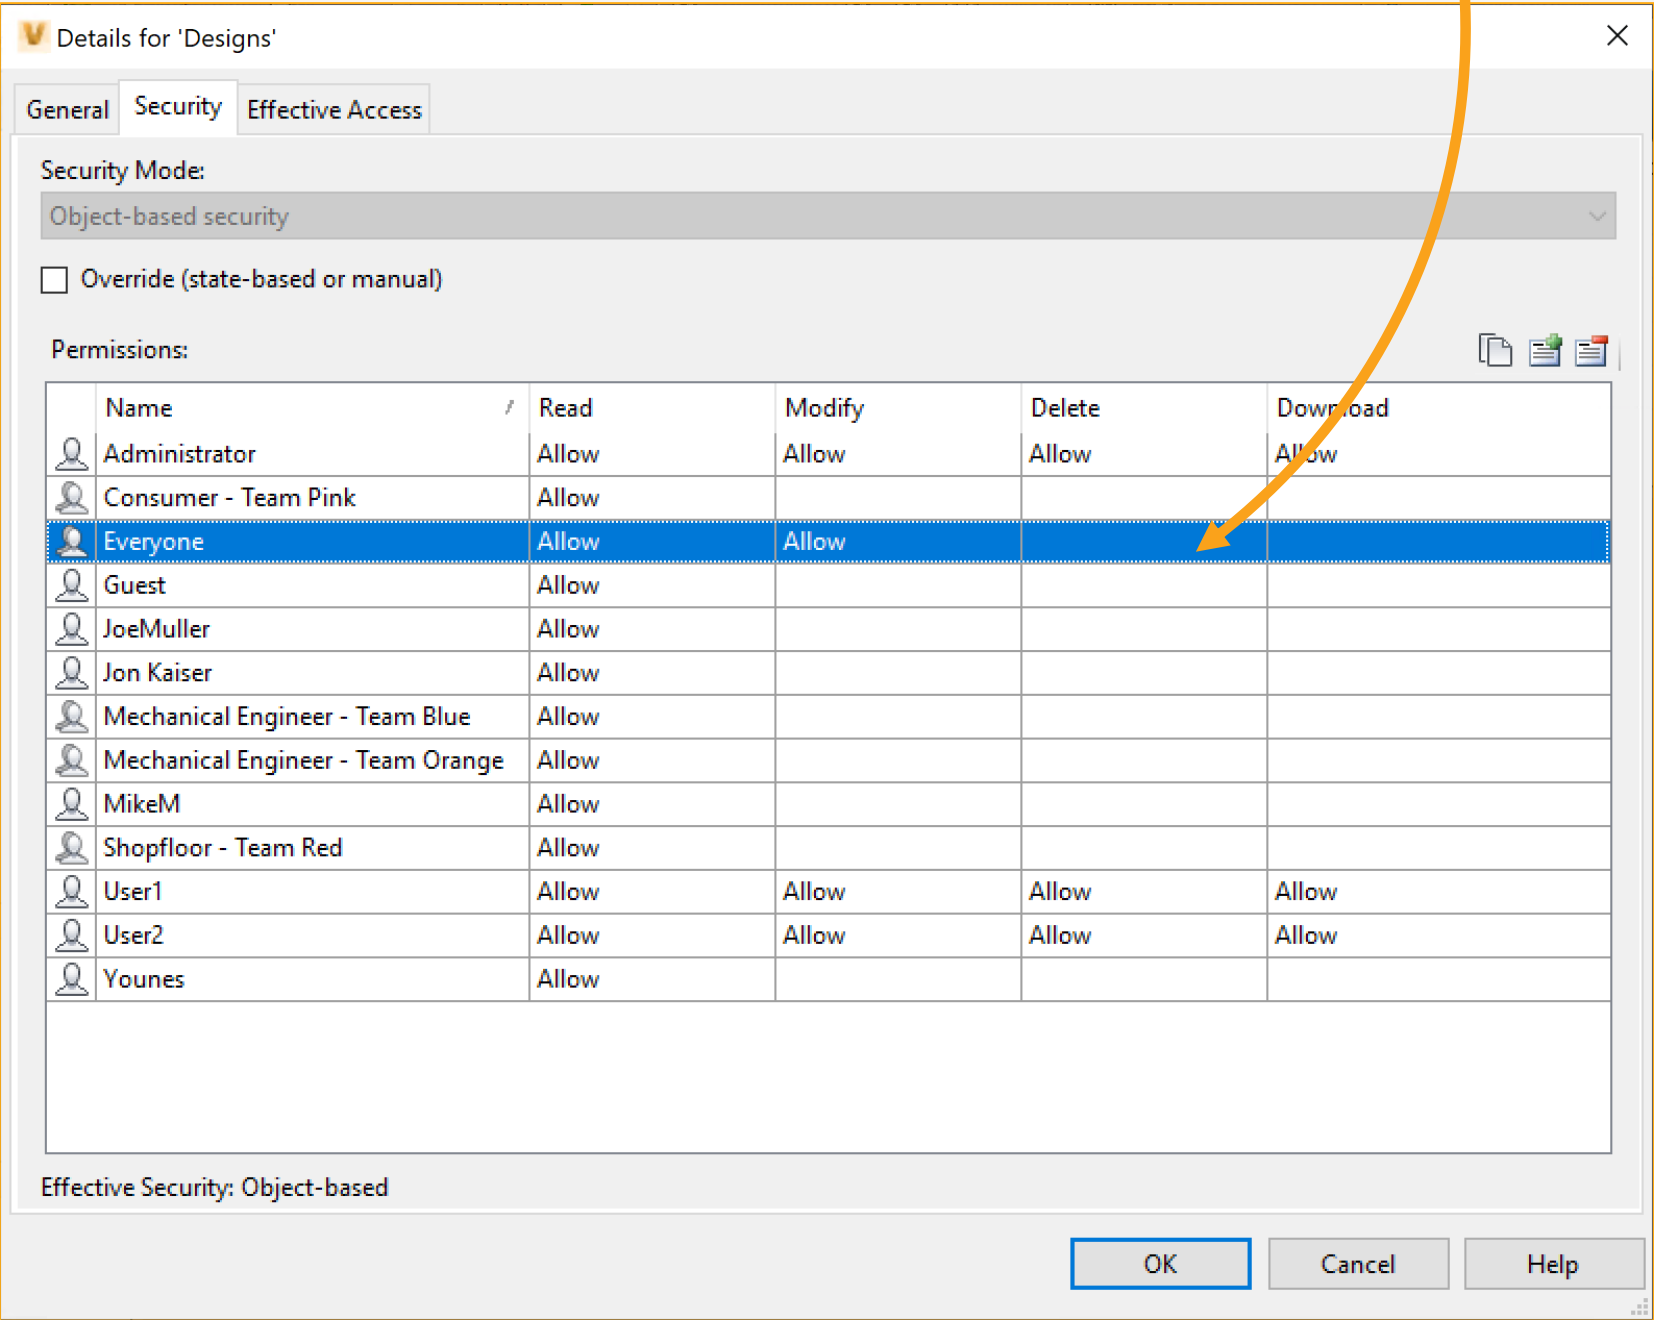 Details for 'Designs'
General Security Effective Access
Security Mode:
Object-based security
Override (state-based or manual)
Permissions:
Name Read Modify Delete Download
Administrator Allow Allow Allow Allow
Consumer - Team Pink Allow
Everyone Allow Allow
Guest Allow
JoeMuller Allow
Jon Kaiser Allow
Mechanical Engineer - Team Blue Allow
Mechanical Engineer - Team Orange Allow
MikeM Allow
Shopfloor - Team Red Allow
User1 Allow Allow Allow Allow
User2 Allow Allow Allow Allow
Younes Allow
Effective Security: Object-based
OK Cancel Help